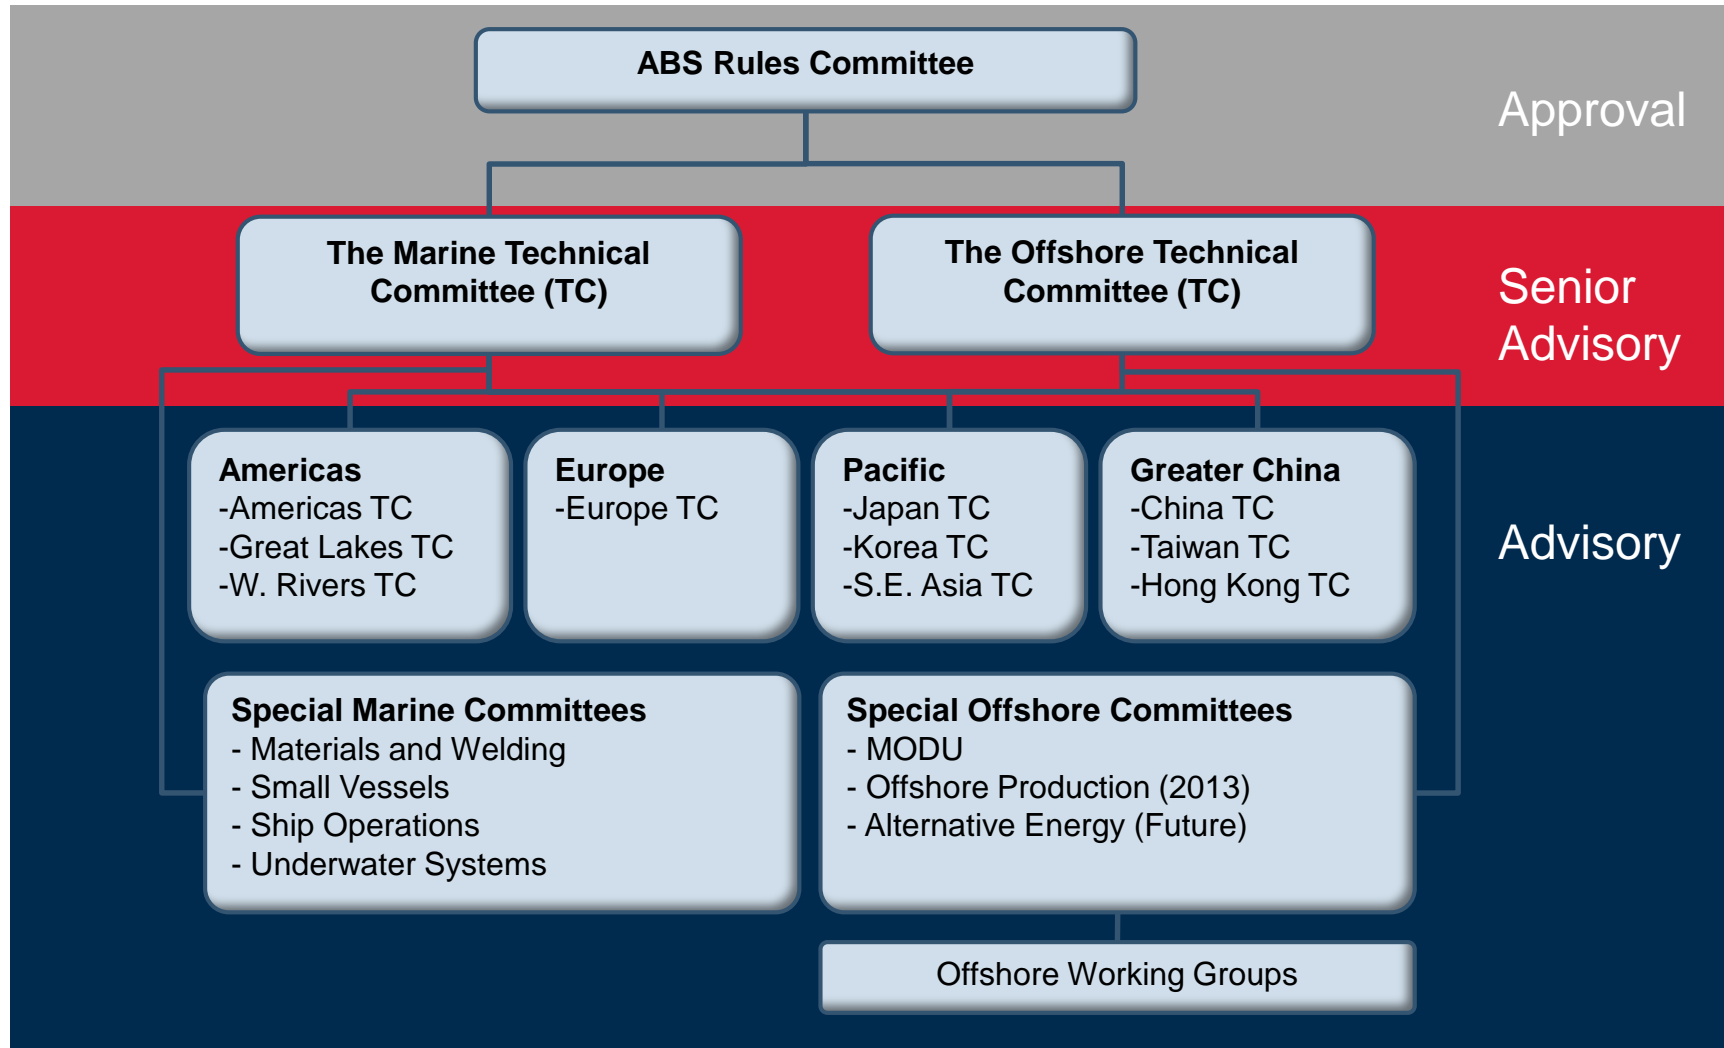 ABS Rules Committee
Approval
The Marine Technical
Committee (TC)
The Offshore Technical
Committee (TC)
Senior
Advisory
Americas
-Americas TC
-Great Lakes TC
-W. Rivers TC
Europe
-Europe TC
Pacific
-Japan TC
-Korea TC
-S.E. Asia TC
Greater China
-China TC
-Taiwan TC
-Hong Kong TC
Advisory
Special Marine Committees
- Materials and Welding
- Small Vessels
- Ship Operations
- Underwater Systems
Special Offshore Committees
- MODU
- Offshore Production (2013)
- Alternative Energy (Future)
Offshore Working Groups